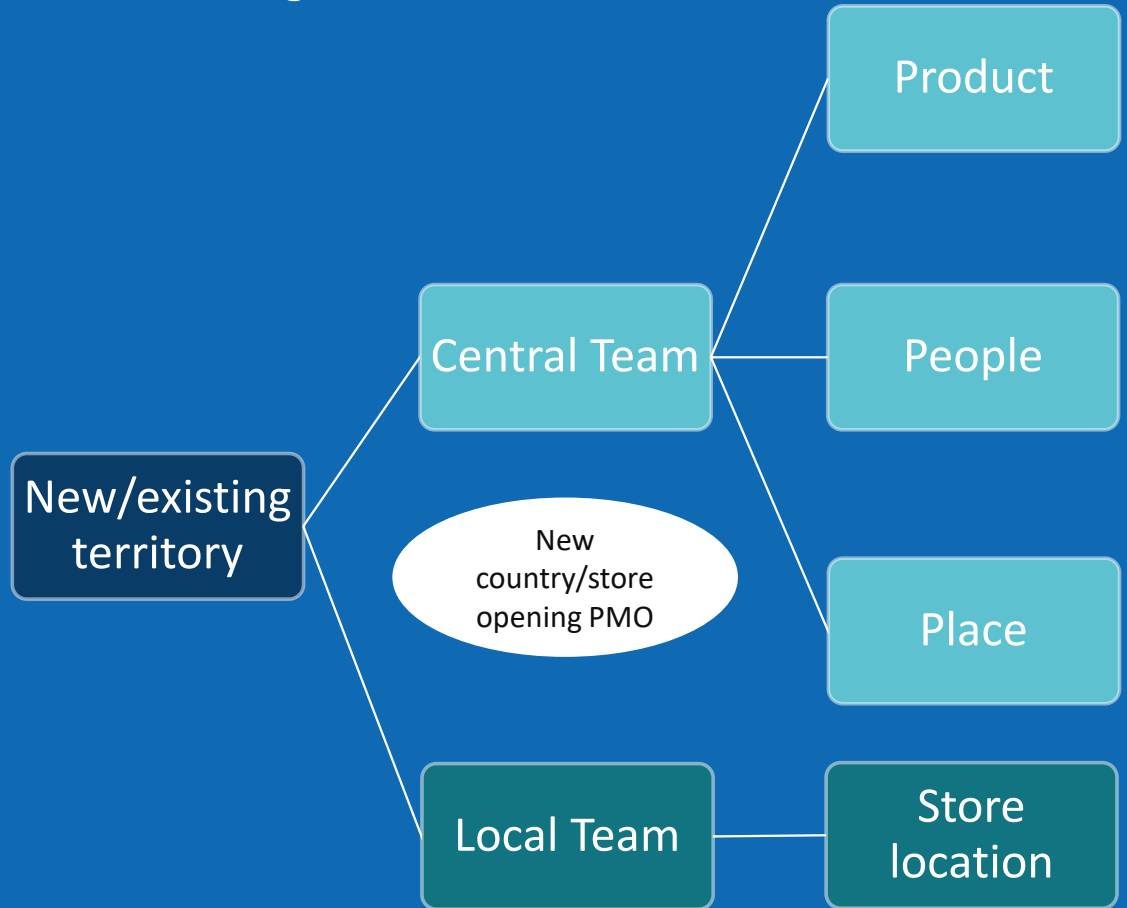 Product
Central Team
People
New/existing
territory
New
country/store
opening PMO
Place
Local Team
Store
location